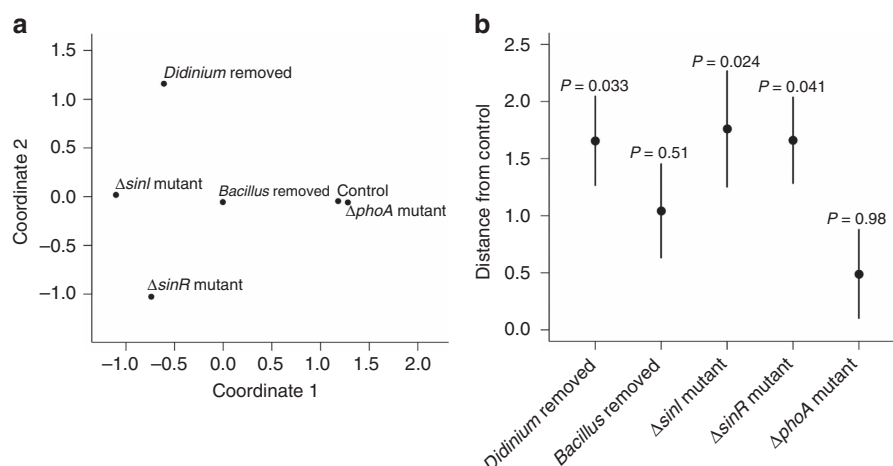 a
1.5
1.0
0.5
0.0
−0.5
−1.0
Coordinate 2
Didinium removed
ΔsinI mutant
Bacillus removed
Control
ΔphoA mutant
ΔsinR mutant
−1.0 −0.5 0.0 0.5 1.0 1.5 2.0
Coordinate 1
b
2.5
2.0
1.5
1.0
0.5
0.0
Distance from control
P = 0.033
P = 0.51
P = 0.024
P = 0.041
P = 0.98
Didinium removed
Bacillus removed
ΔsinI mutant
ΔsinR mutant
ΔphoA mutant